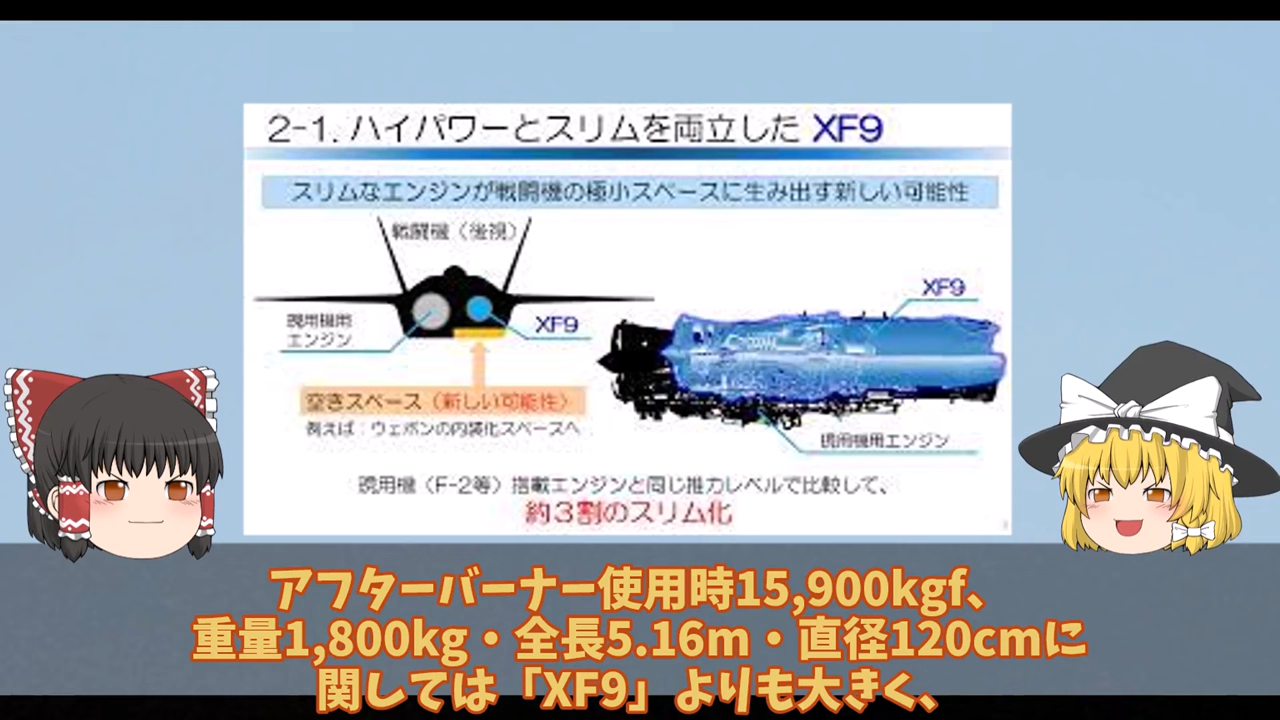 2-1. ハイパワーとスリムを両立した XF9
スリムなエンジンが戦闘機の極小スペースに生み出す新しい可能性
戦闘機（後視）
XF9
現用機用
エンジン
XF9
空きスペース（新しい可能性）
例えば：ウェポンの内装化スペースへ
現用機用エンジン
現用機（F-2等）搭載エンジンと同じ推力レベルで比較して、
約3割のスリム化
アフターバーナー使用時15,900kgf、
重量1,800kg・全長5.16m・直径120cmに
関しては「XF9」よりも大きく、